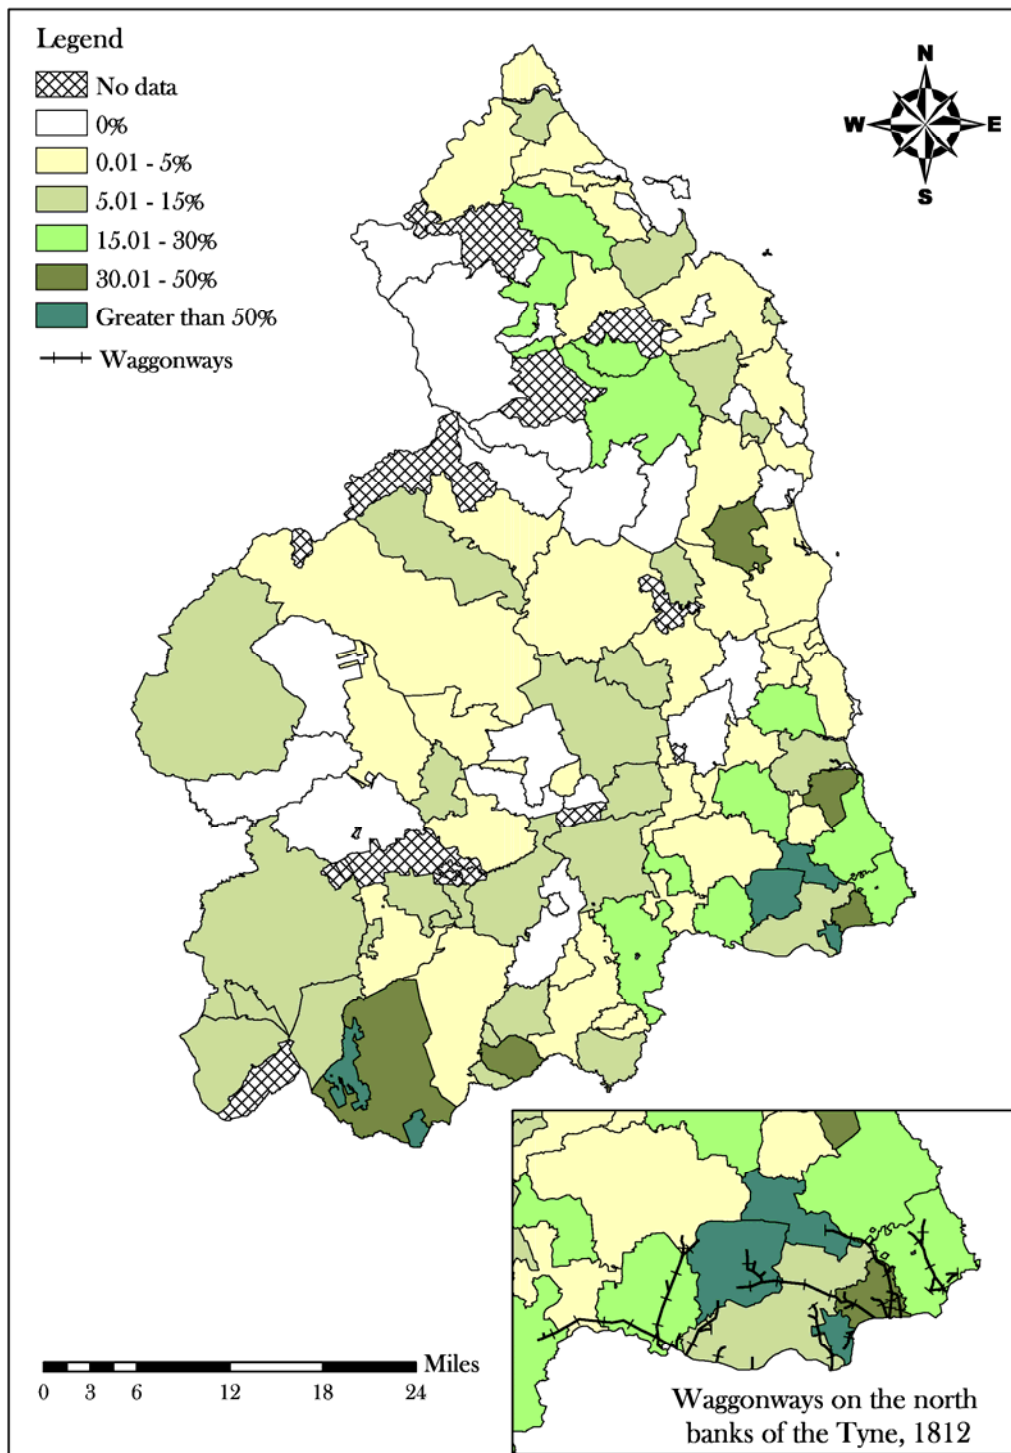 Legend
No data
0%
0.01 - 5%
5.01 - 15%
15.01 - 30%
30.01 - 50%
Greater than 50%
Waggonways
N
W E
S
Miles
0 3 6 12 18 24
Waggonways on the north
banks of the Tyne, 1812